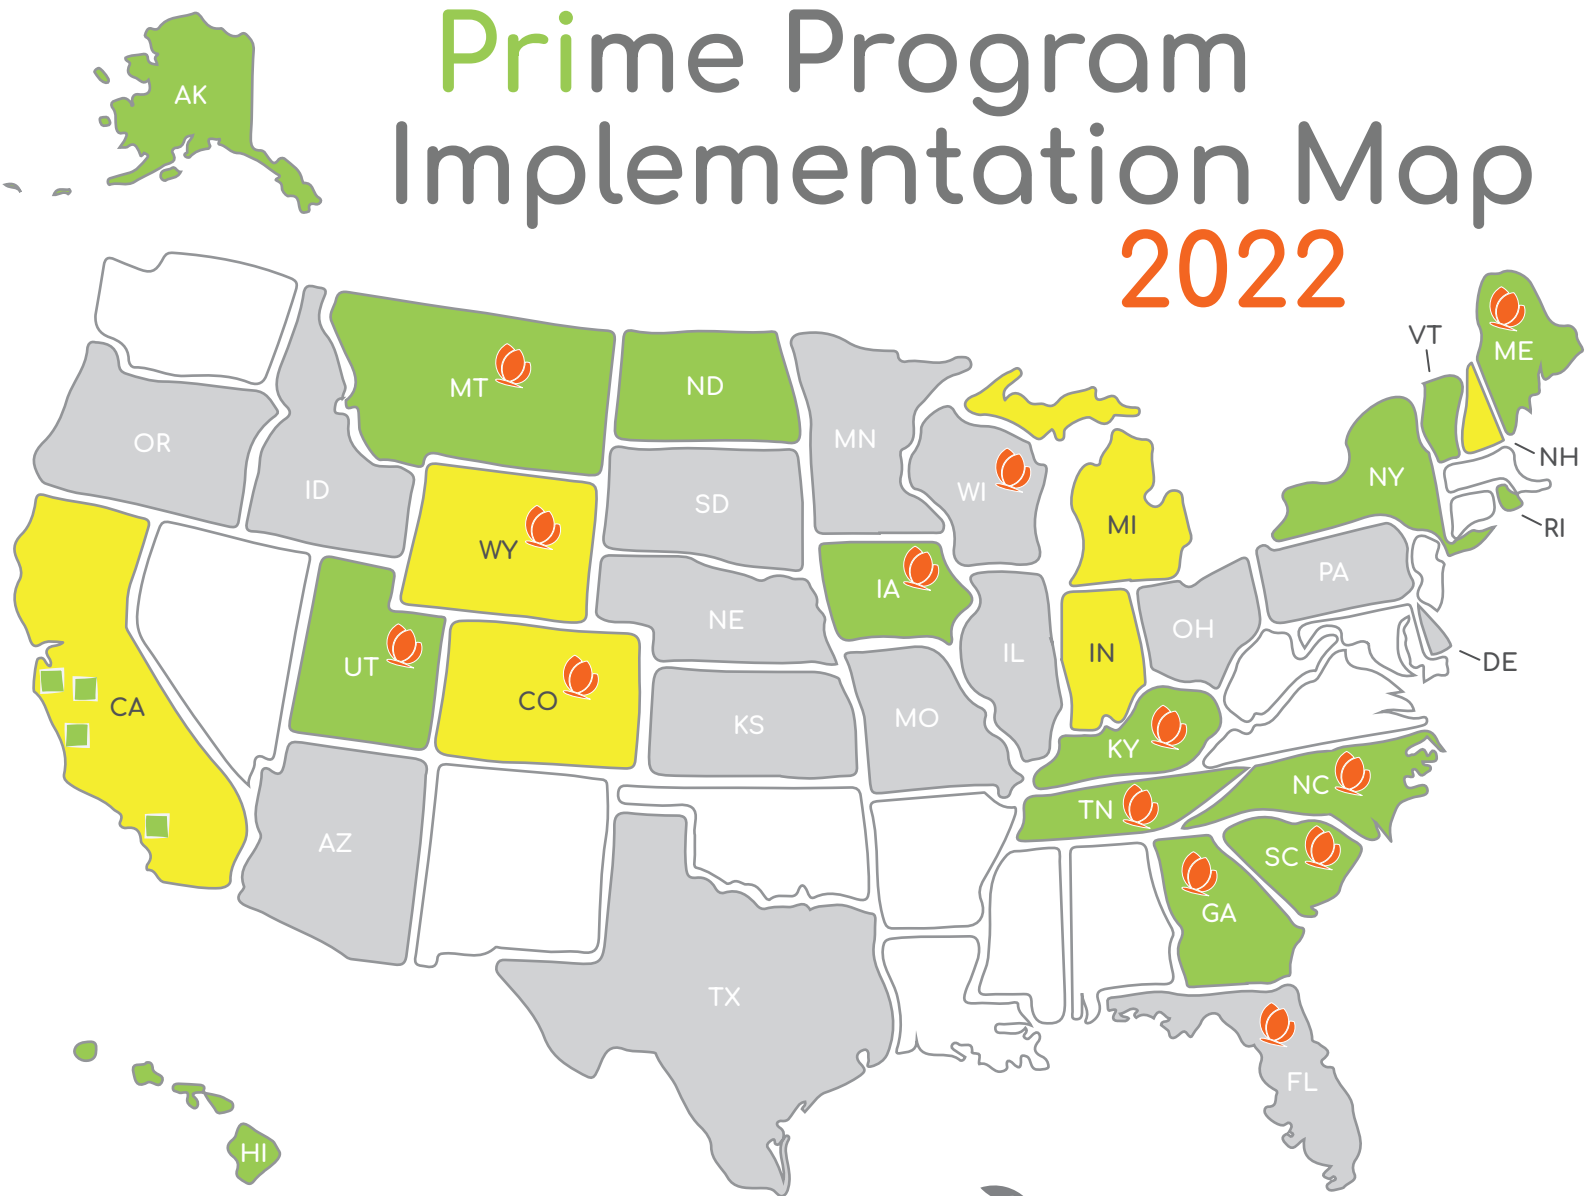 Prime Program
Implementation Map
2022
AK
VT
ME
MT
ND
OR
MN
NH
ID
WI
NY
SD
MI
RI
WY
PA
IA
NE
OH
UT
IL
IN
DE
CO
CA
KS
MO
KY
NC
TN
AZ
SC
GA
TX
FL
HI